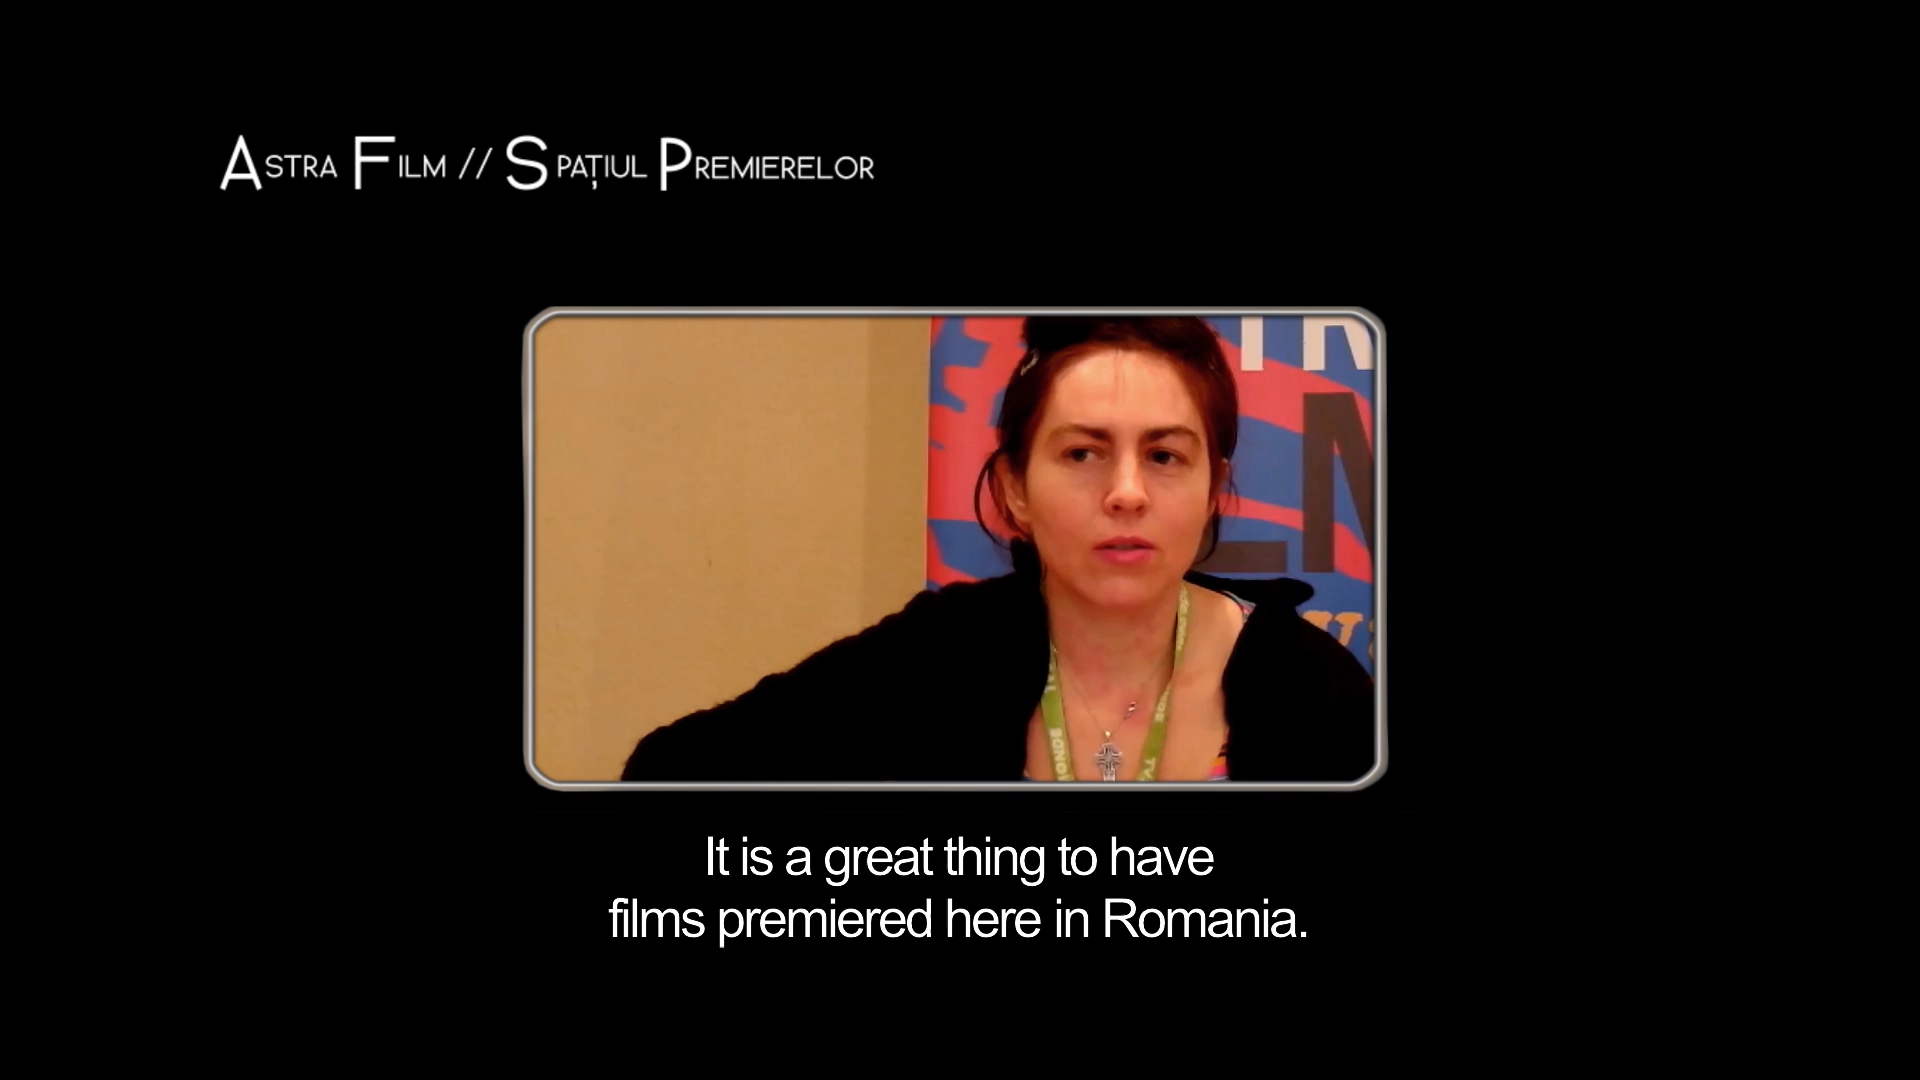 ASTRA FILM // SPAȚIUL PREMIERELOR
It is a great thing to have
films premiered here in Romania.